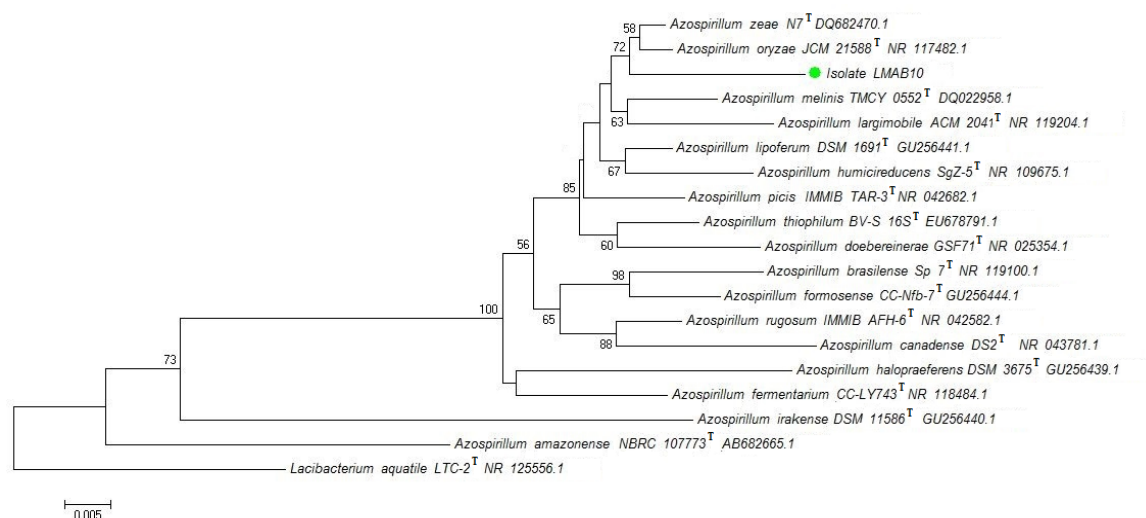 58 Azospirillum zeae N7T DQ682470.1
72 Azospirillum oryzae JCM 21588T NR 117482.1
Isolate LMAB10
Azospirillum melinis TMCY 0552T DQ022958.1
63 Azospirillum largimobile ACM 2041T NR 119204.1
Azospirillum lipoferum DSM 1691T GU256441.1
67 Azospirillum humicireducens SgZ-5T NR 109675.1
85 Azospirillum picis IMMIB TAR-3T NR 042682.1
Azospirillum thiophilum BV-S 16ST EU678791.1
60 Azospirillum doebereinerae GSF71T NR 025354.1
56
98 Azospirillum brasilense Sp 7T NR 119100.1
Azospirillum formosense CC-Nfb-7T GU256444.1
100 65 Azospirillum rugosum IMMIB AFH-6T NR 042582.1
88 Azospirillum canadense DS2T NR 043781.1
73 Azospirillum halopraeferens DSM 3675T GU256439.1
Azospirillum fermentarium CC-LY743T NR 118484.1
Azospirillum irakense DSM 11586T GU256440.1
Azospirillum amazonense NBRC 107773T AB682665.1
Lacibacterium aquatile LTC-2T NR 125556.1
0.005